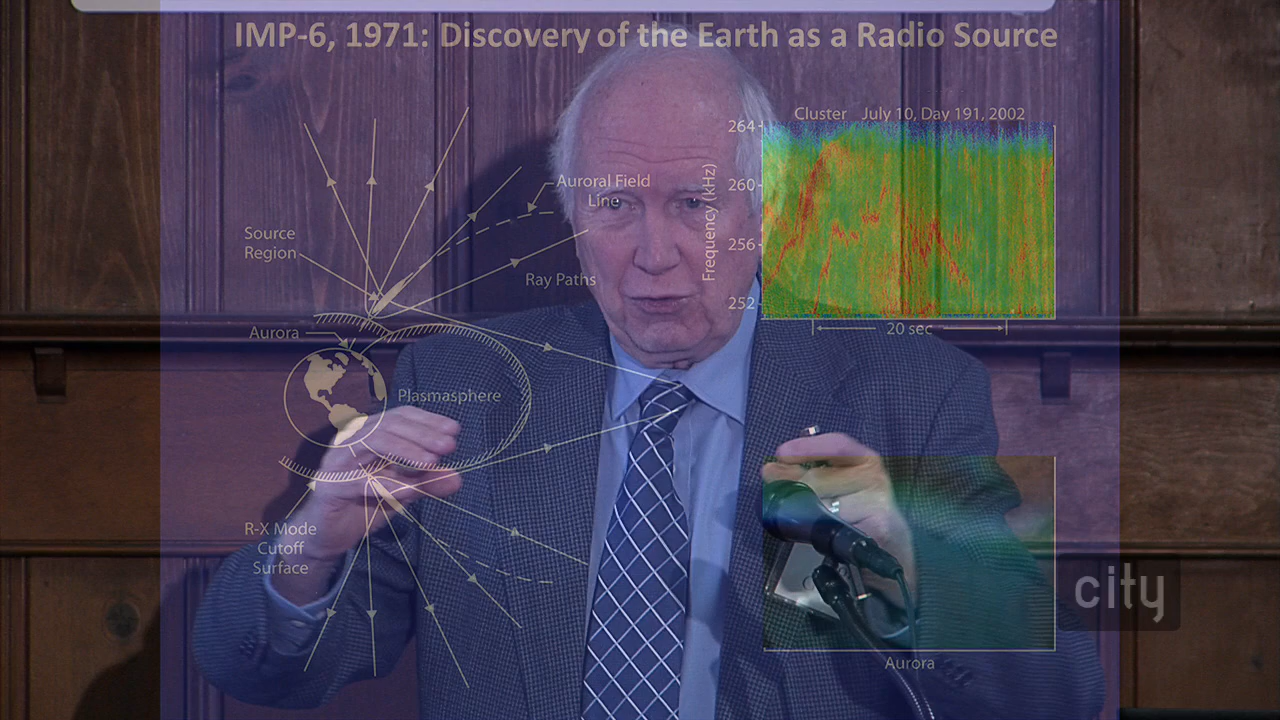 IMP-6, 1971: Discovery of the Earth as a Radio Source
Cluster July 10, Day 191, 2002
264
260
256
252
Frequency (kHz)
20 sec
Auroral Field
Line
Source
Region
Ray Paths
Aurora
Plasmasphere
R-X Mode
Cutoff
Surface
Aurora
city